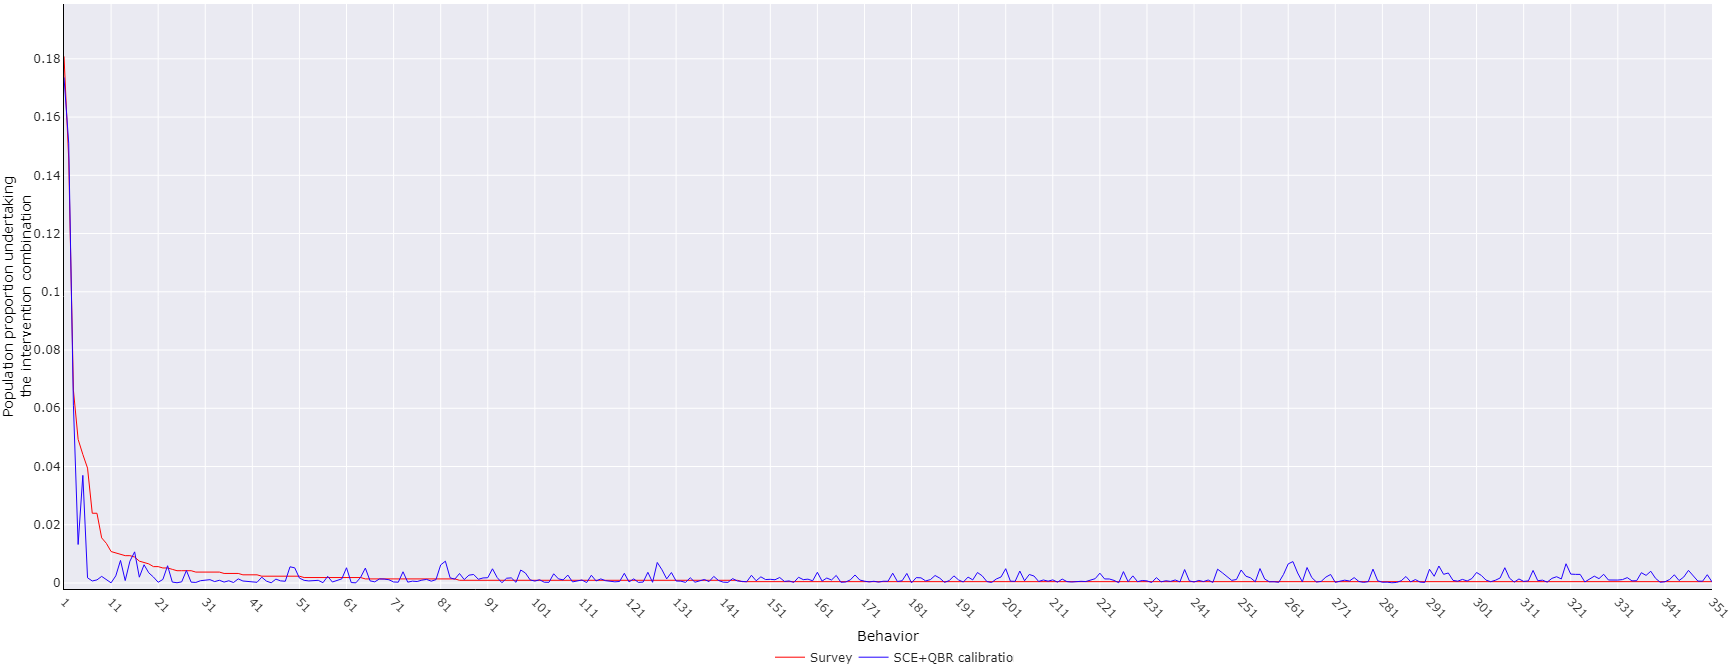 Population proportion undertaking
the intervention combination
0.18
0.16
0.14
0.12
0.1
0.08
0.06
0.04
0.02
0
1 11 21 31 41 51 61 71 81 91 101 111 121 131 141 151 161 171 181 191 201 211 221 231 241 251 261 271 281 291 301 311 321 331 341 351
Behavior
Survey SCE+QBR calibratio